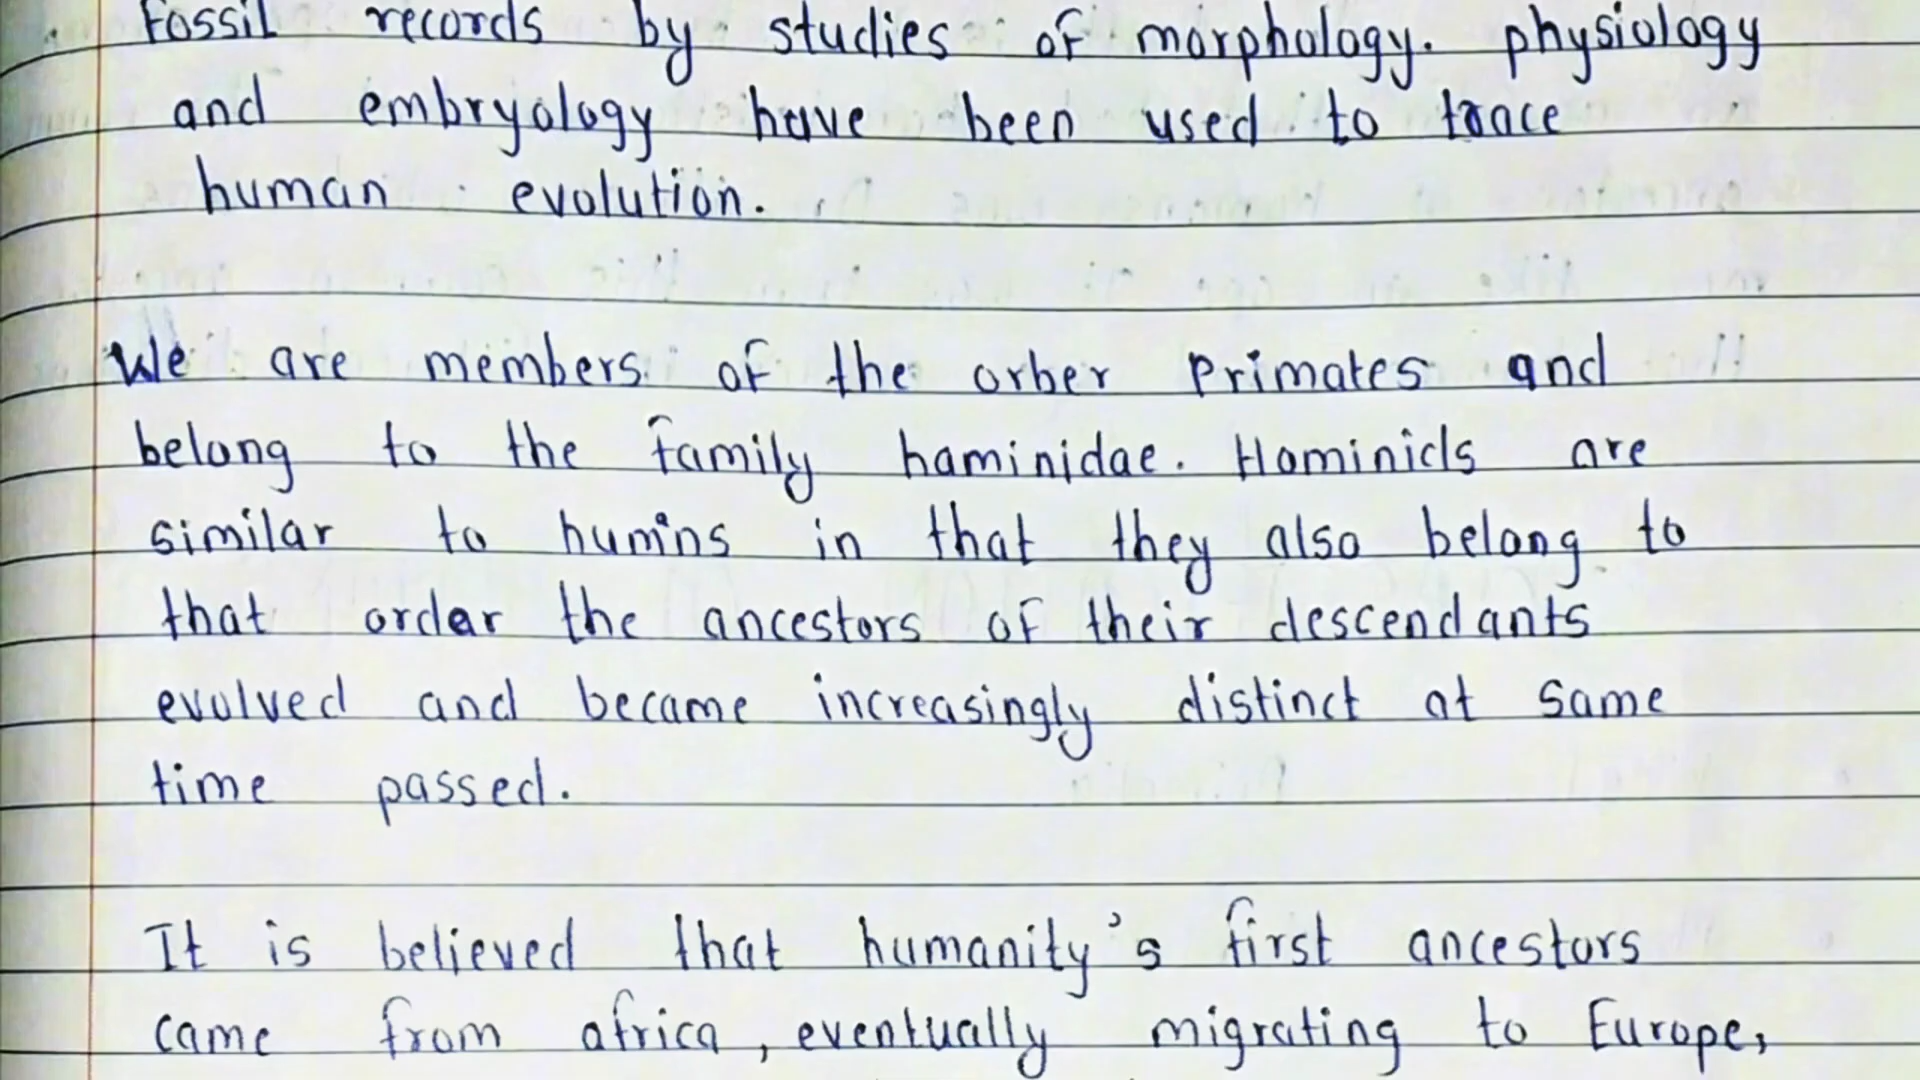 Fossil records by studies of morphology. physiology
and embryology have been used to trace
human evolution.
We are members of the orber primates and
belong to the family haminidae. Hominids are
similar to humins in that they also belong to
that order the ancestors of their descendants
evolved and became increasingly distinct at same
time passed.
It is believed that humanity's first ancestors
came from africa, eventually migrating to Europe,